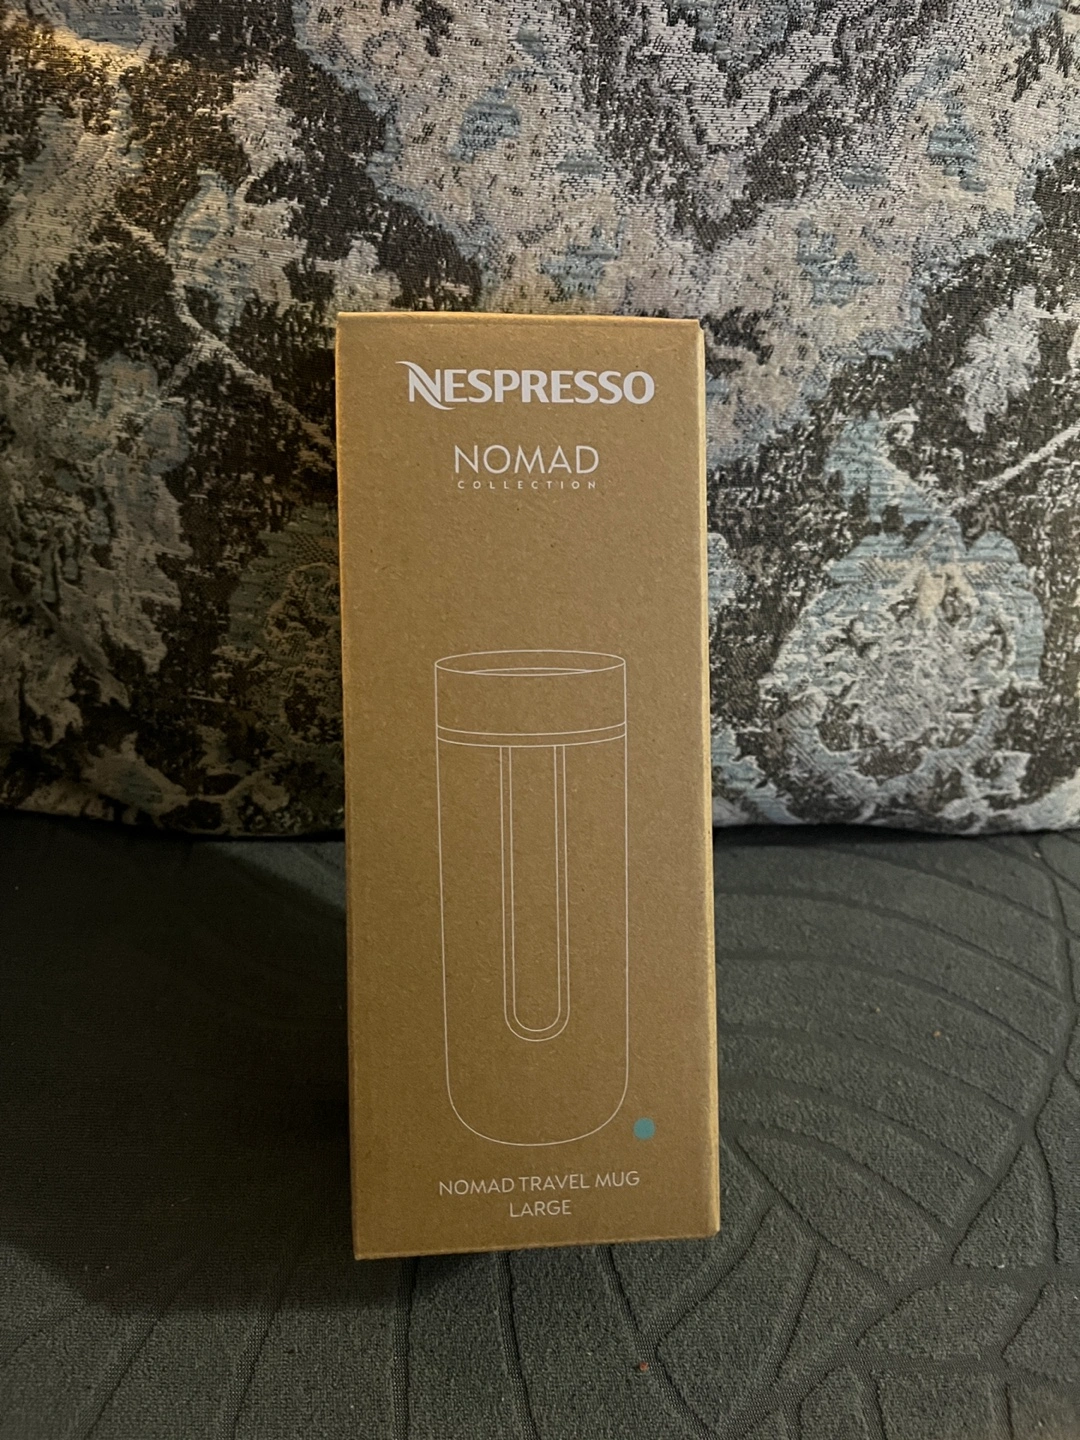 NESPRESSO
NOMAD
COLLECTION
NOMAD TRAVEL MUG
LARGE